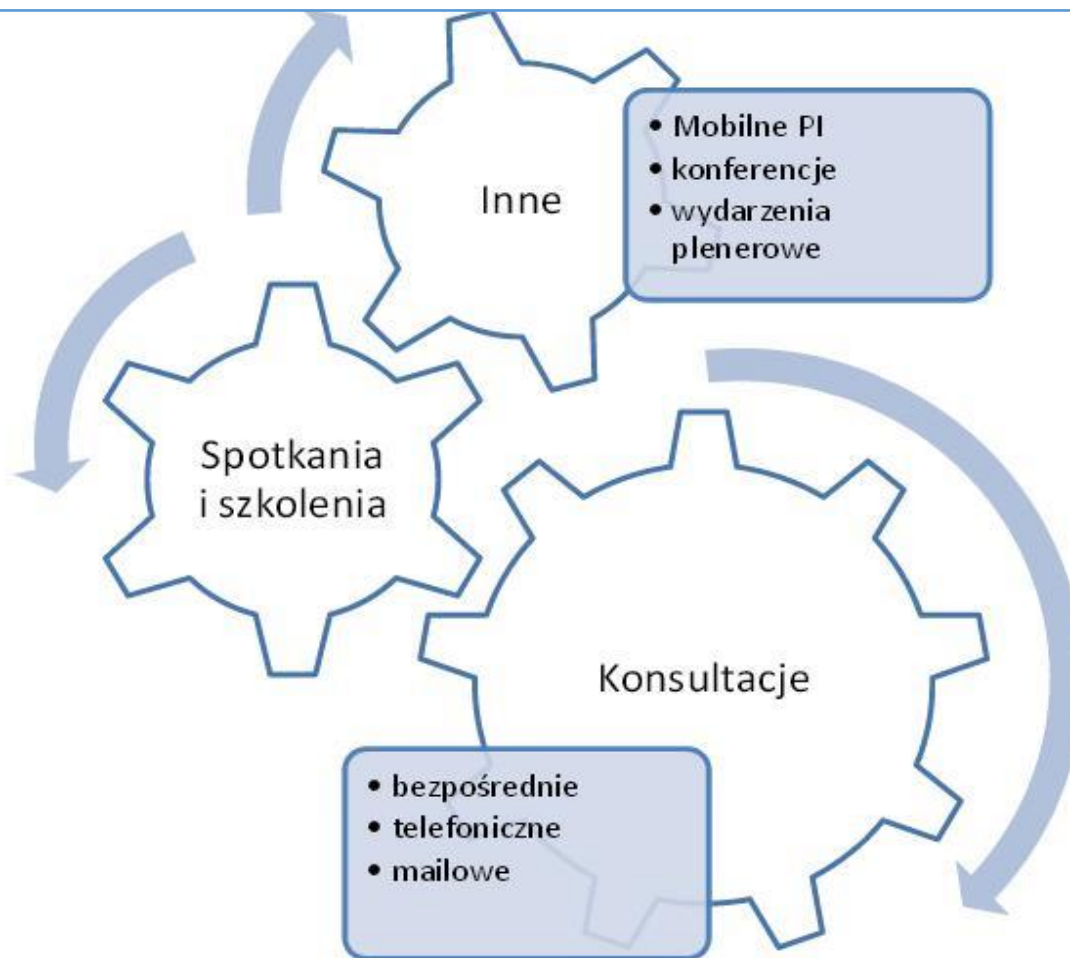 Inne
• Mobilne PI
• konferencje
• wydarzenia
plenerowe
Spotkania
i szkolenia
Konsultacje
• bezpośrednie
• telefoniczne
• mailowe